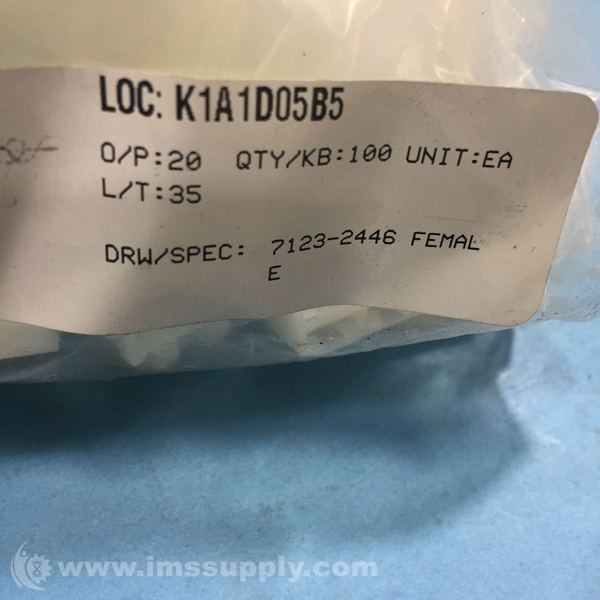 LOC: K1A1D05B5
O/P:20 QTY/KB:100 UNIT:EA
L/T:35
DRW/SPEC: 7123-2446 FEMAL
E
www.imssupply.com